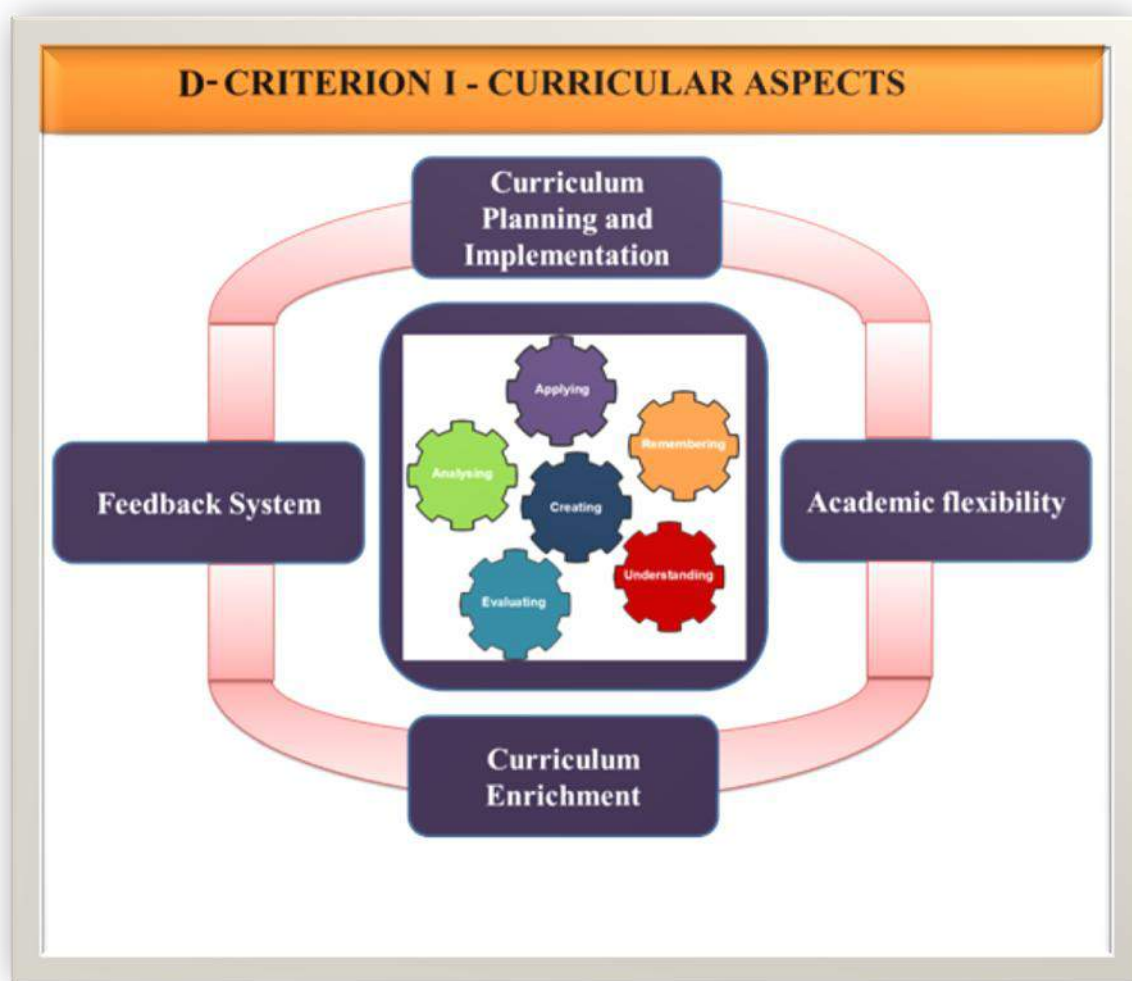 D- CRITERION I - CURRICULAR ASPECTS
Curriculum
Planning and
Implementation
Applying
Remembering
Analysing
Feedback System
Creating
Academic flexibility
Understanding
Evaluating
Curriculum
Enrichment